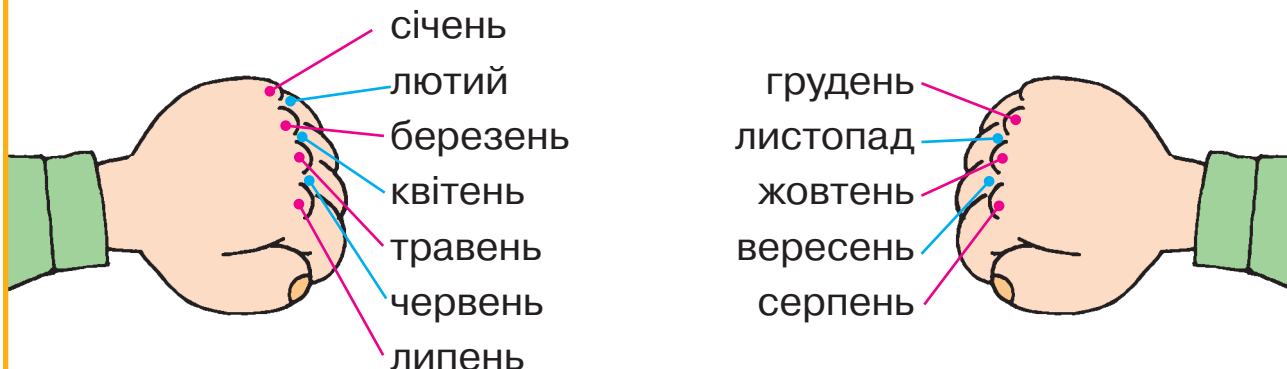 січень
лютий
березень
квітень
травень
червень
липень
грудень
листопад
жовтень
вересень
серпень